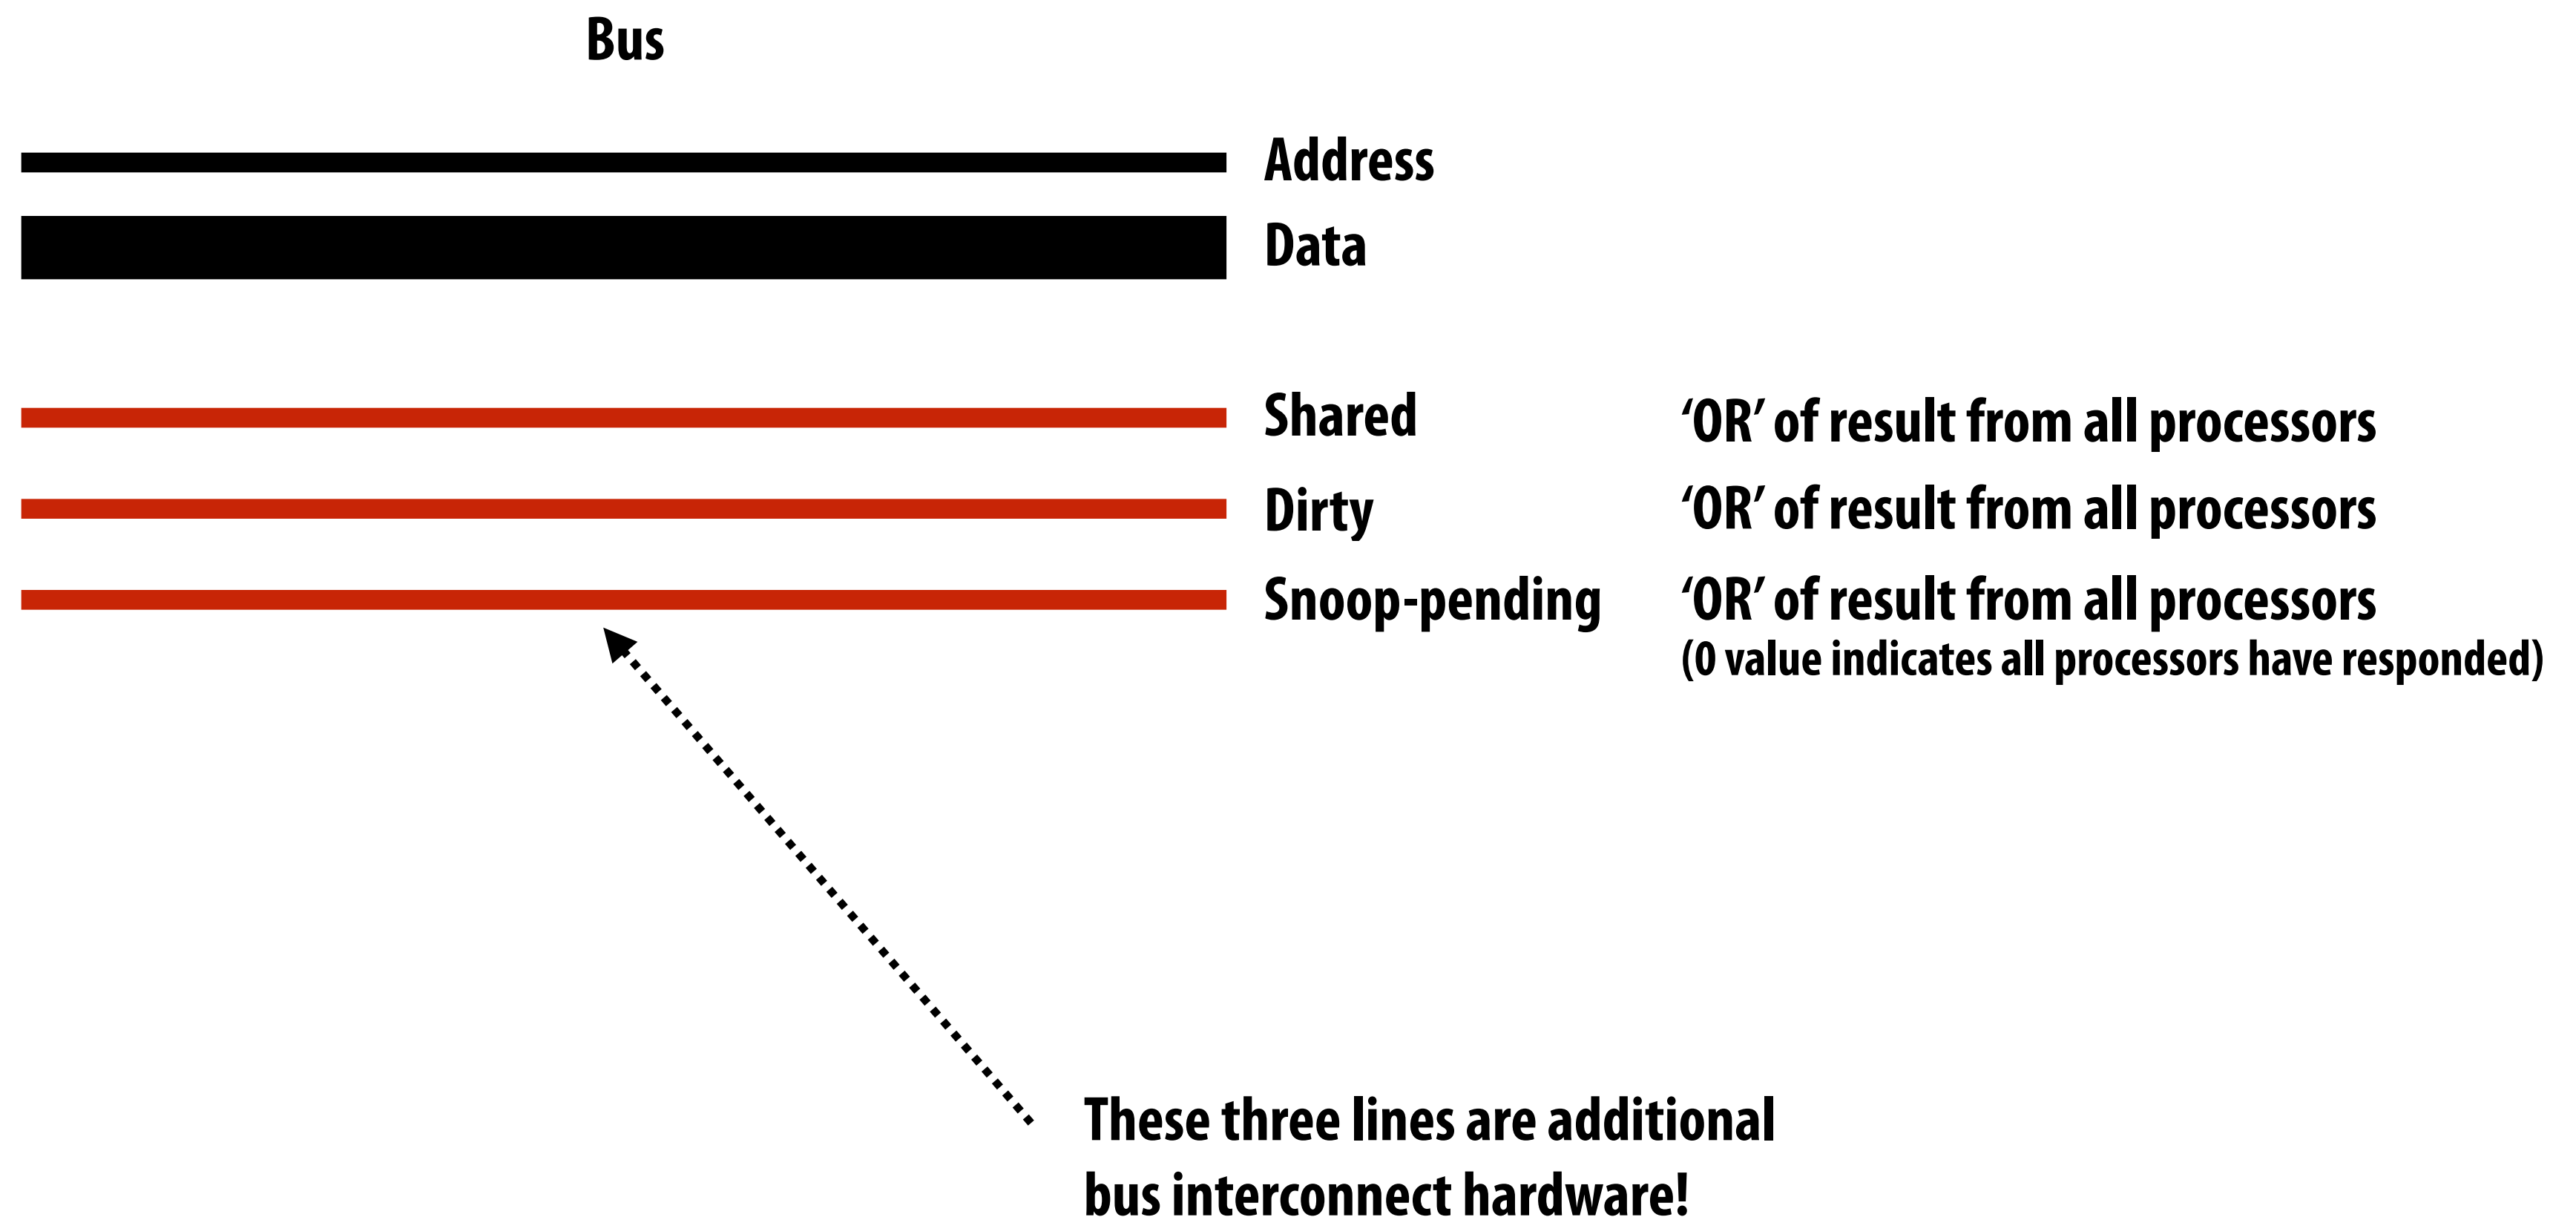 Bus
Address
Data
Shared ‘OR’ of result from all processors
Dirty ‘OR’ of result from all processors
Snoop-pending ‘OR’ of result from all processors
(0 value indicates all processors have responded)
These three lines are additional
bus interconnect hardware!